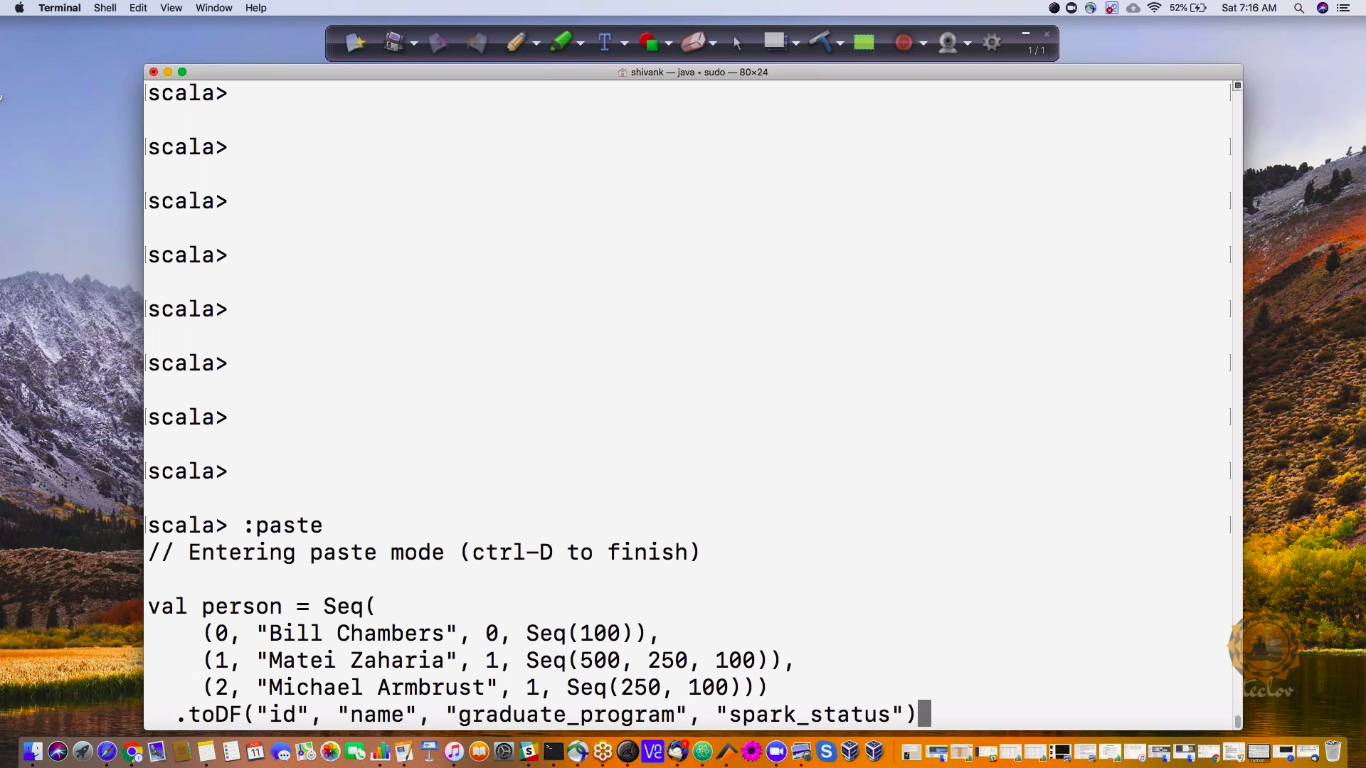 Terminal Shell Edit View Window Help
52% Sat 7:16 AM
1/1
shivank — java • sudo — 80×24
scala>
scala>
scala>
scala>
scala>
scala>
scala>
scala>
scala> :paste
// Entering paste mode (ctrl-D to finish)
val person = Seq(
(0, "Bill Chambers", 0, Seq(100)),
(1, "Matei Zaharia", 1, Seq(500, 250, 100)),
(2, "Michael Armbrust", 1, Seq(250, 100)))
.toDF("id", "name", "graduate_program", "spark_status")